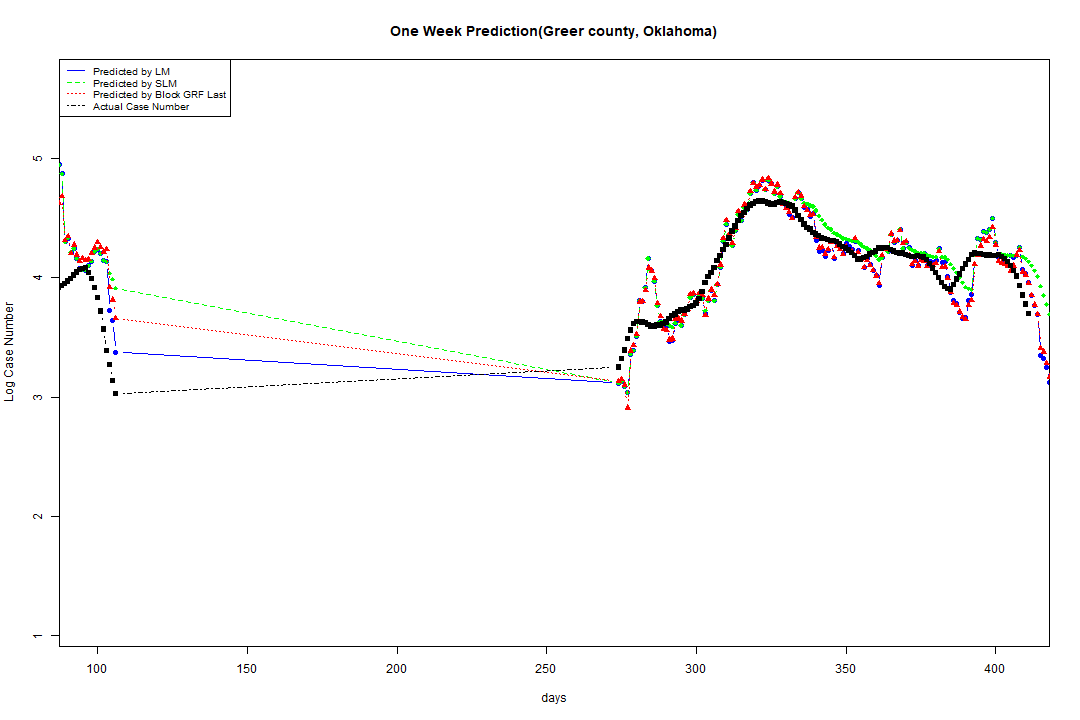 One Week Prediction(Greer county, Oklahoma)
Predicted by LM
Predicted by SLM
Predicted by Block GRF Last
Actual Case Number
Log Case Number
5
4
3
2
1
100 150 200 250 300 350 400
days